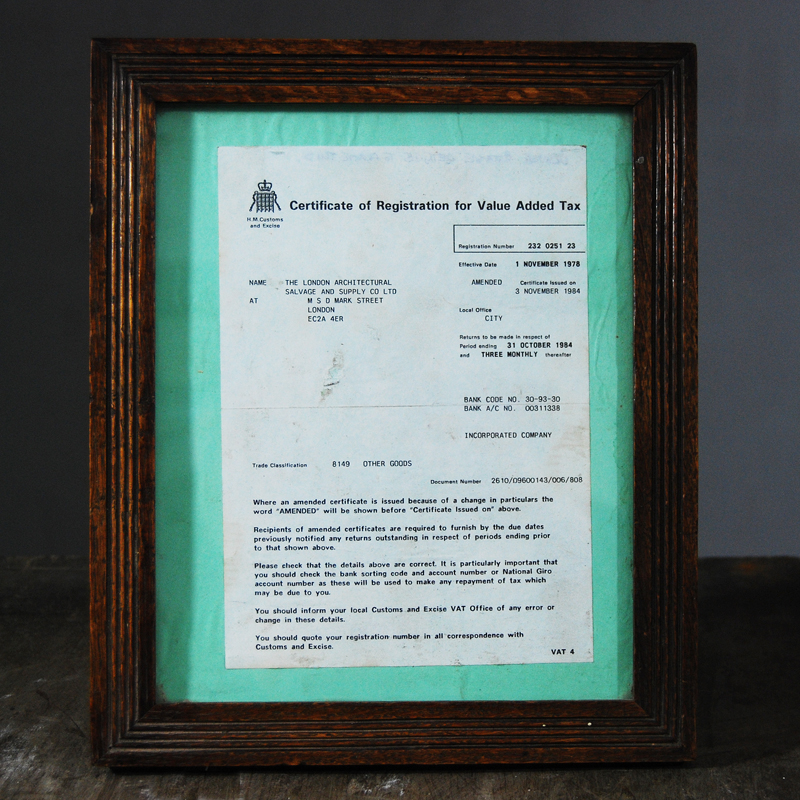 Certificate of Registration for Value Added Tax
H.M.Customs
and Excise
Registration Number 232 0251 23
Effective Date 1 NOVEMBER 1978
NAME THE LONDON ARCHITECTURAL AMENDED Certificate Issued on
SALVAGE AND SUPPLY CO LTD 3 NOVEMBER 1984
AT M S D MARK STREET
LONDON Local Office
EC2A 4ER CITY
Returns to be made in respect of
Period ending 31 OCTOBER 1984
and THREE MONTHLY thereafter
BANK CODE NO. 30-93-30
BANK A/C NO. 00311338
INCORPORATED COMPANY
Trade Classification 8149 OTHER GOODS
Document Number 2610/09600143/006/808
Where an amended certificate is issued because of a change in particulars the
word "AMENDED" will be shown before "Certificate Issued on" above.
Recipients of amended certificates are required to furnish by the due dates
previously notified any returns outstanding in respect of periods ending prior
to that shown above.
Please check that the details above are correct. It is particularly important that
you should check the bank sorting code and account number or National Giro
account number as these will be used to make any repayment of tax which
may be due to you.
You should inform your local Customs and Excise VAT Office of any error or
change in these details.
You should quote your registration number in all correspondence with
Customs and Excise.
VAT 4